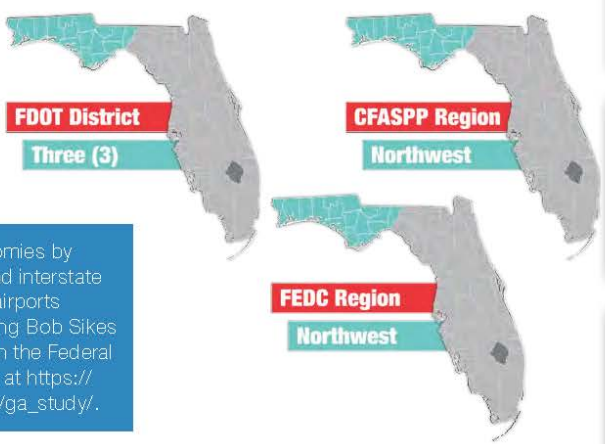 FDOT District
Three (3)
CFASPP Region
Northwest
FEDC Region
Northwest
omies by
nd interstate
airports
ng Bob Sikes
n the Federal
at https://
/ga_study/.